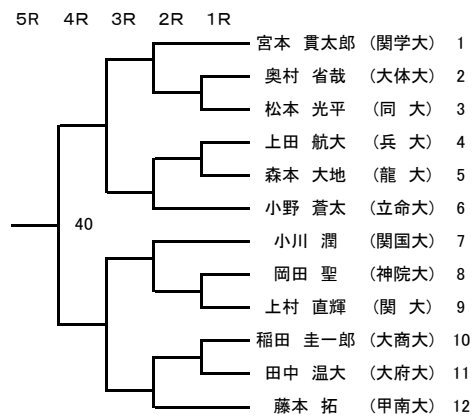 5R 4R 3R 2R 1R
宮本 貫太郎 (関学大) 1
奥村 省哉 (大体大) 2
松本 光平 (同 大) 3
上田 航大 (兵 大) 4
森本 大地 (龍 大) 5
小野 蒼太 (立命大) 6
40
小川 潤 (関国大) 7
岡田 聖 (神院大) 8
上村 直輝 (関 大) 9
稲田 圭一郎 (大商大) 10
田中 温大 (大府大) 11
藤本 拓 (甲南大) 12